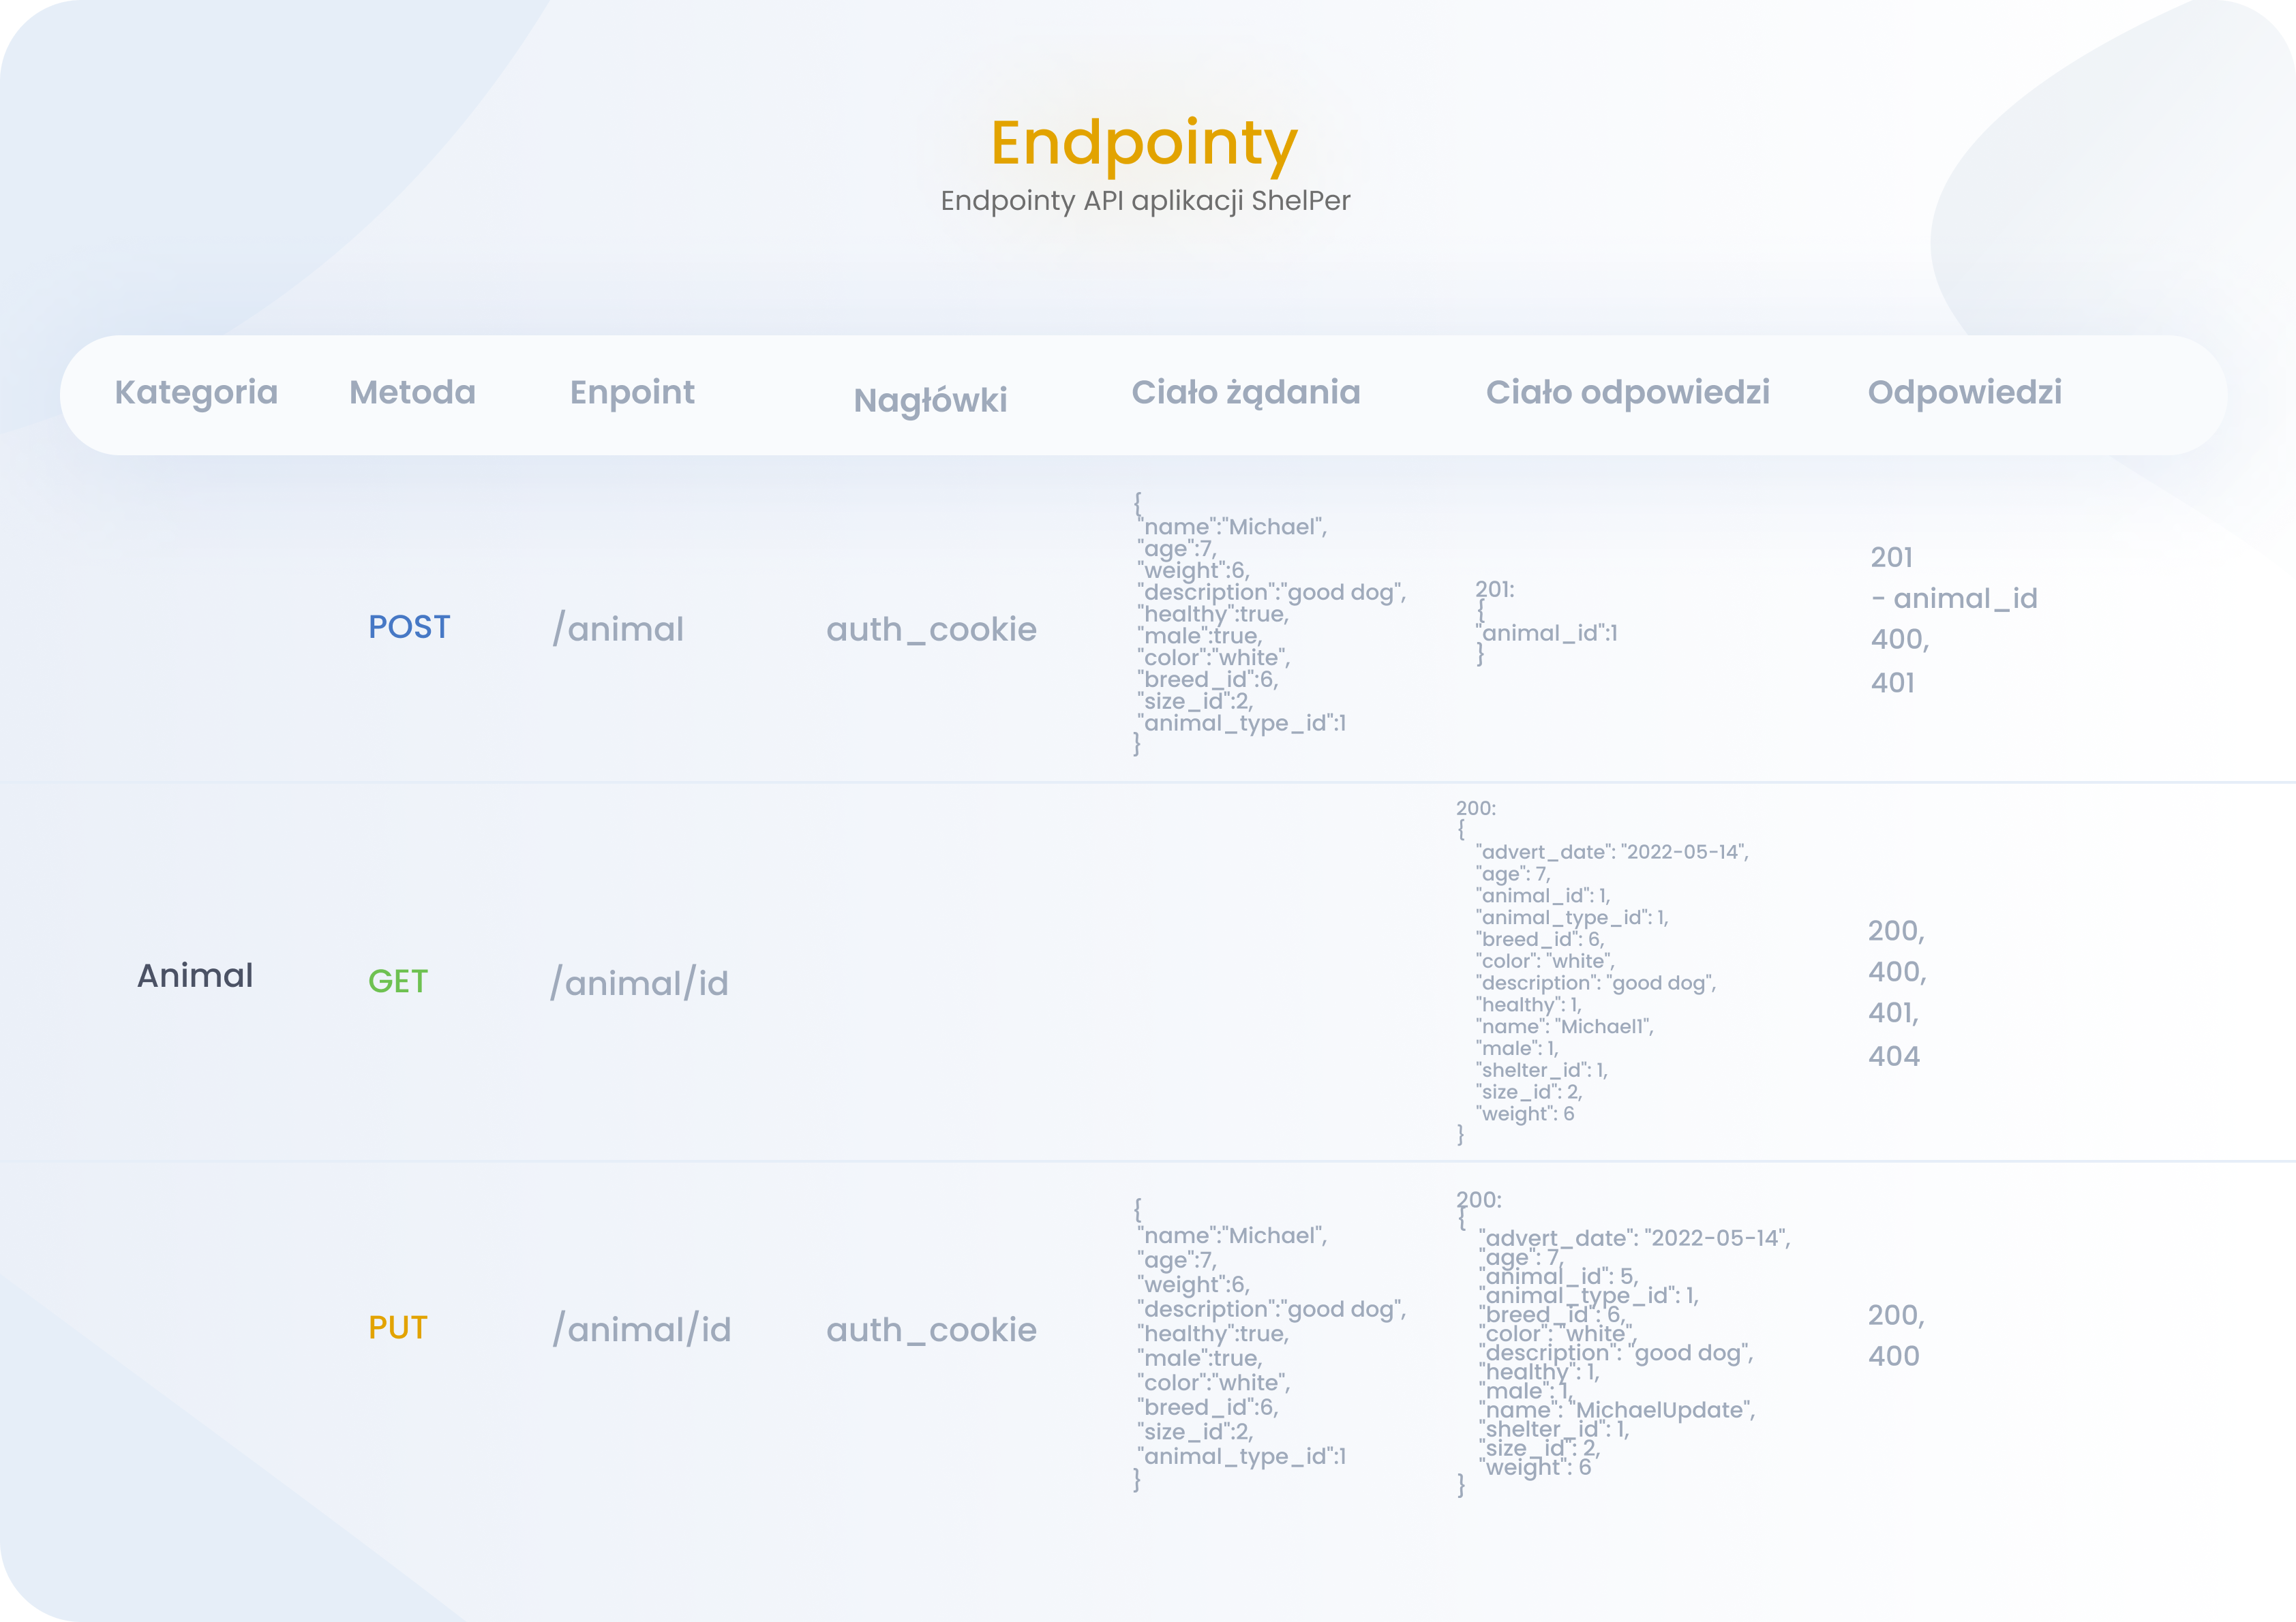 Endpointy
Endpointy API aplikacji ShelPer
Kategoria Metoda Enpoint Nagłówki Ciało żądania Ciało odpowiedzi Odpowiedzi
POST /animal auth_cookie
{
"name":"Michael",
"age":7,
"weight":6,
"description":"good dog",
"healthy":true,
"male":true,
"color":"white",
"breed_id":6,
"size_id":2,
"animal_type_id":1
}
201:
{
"animal_id":1
}
201
- animal_id
400,
401
Animal
GET /animal/id
200:
{
"advert_date": "2022-05-14",
"age": 7,
"animal_id": 1,
"animal_type_id": 1,
"breed_id": 6,
"color": "white",
"description": "good dog",
"healthy": 1,
"name": "Michael1",
"male": 1,
"shelter_id": 1,
"size_id": 2,
"weight": 6
}
200,
400,
401,
404
PUT /animal/id auth_cookie
{
"name":"Michael",
"age":7,
"weight":6,
"description":"good dog",
"healthy":true,
"male":true,
"color":"white",
"breed_id":6,
"size_id":2,
"animal_type_id":1
}
200:
{
"advert_date": "2022-05-14",
"age": 7,
"animal_id": 5,
"animal_type_id": 1,
"breed_id": 6,
"color": "white",
"description": "good dog",
"healthy": 1,
"male": 1,
"name": "MichaelUpdate",
"shelter_id": 1,
"size_id": 2,
"weight": 6
}
200,
400